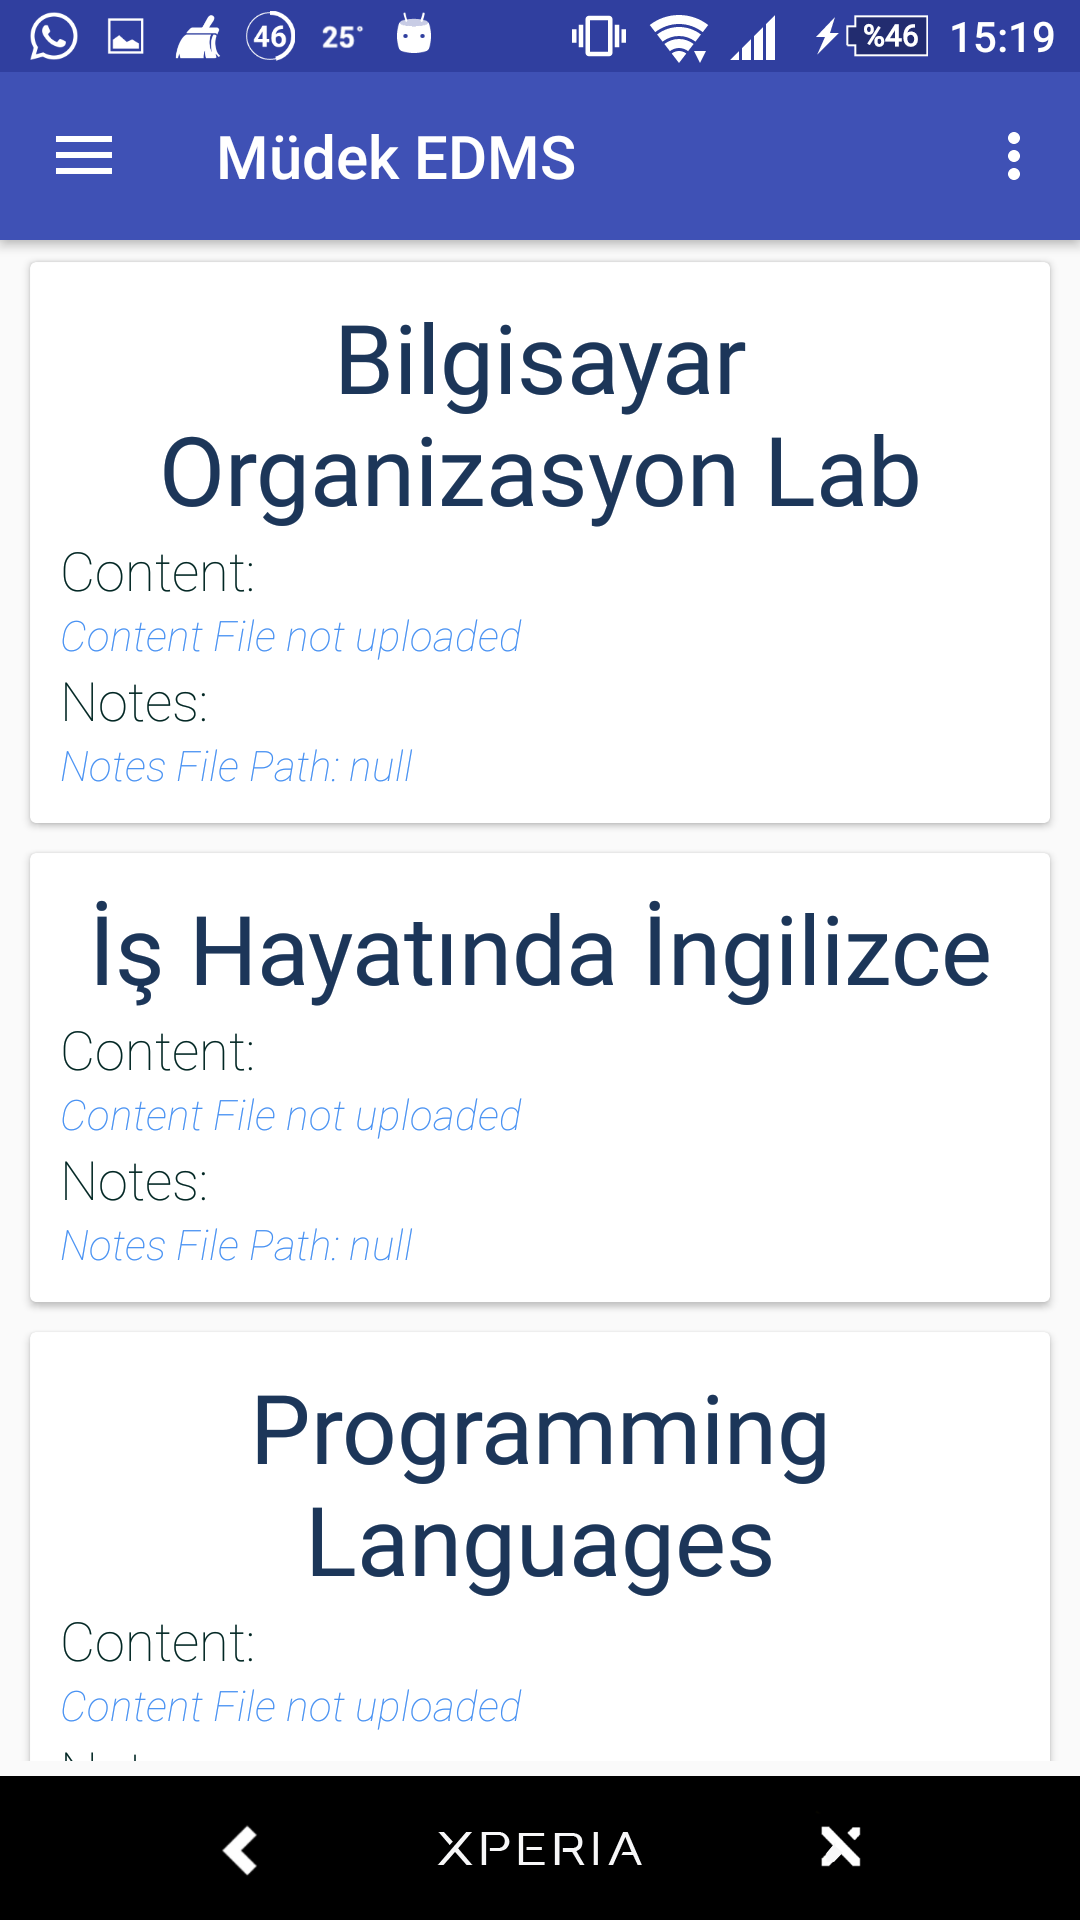 46 25° %46 15:19
Müdek EDMS
Bilgisayar
Organizasyon Lab
Content:
Content File not uploaded
Notes:
Notes File Path: null
İş Hayatında İngilizce
Content:
Content File not uploaded
Notes:
Notes File Path: null
Programming
Languages
Content:
Content File not uploaded
XPERIA